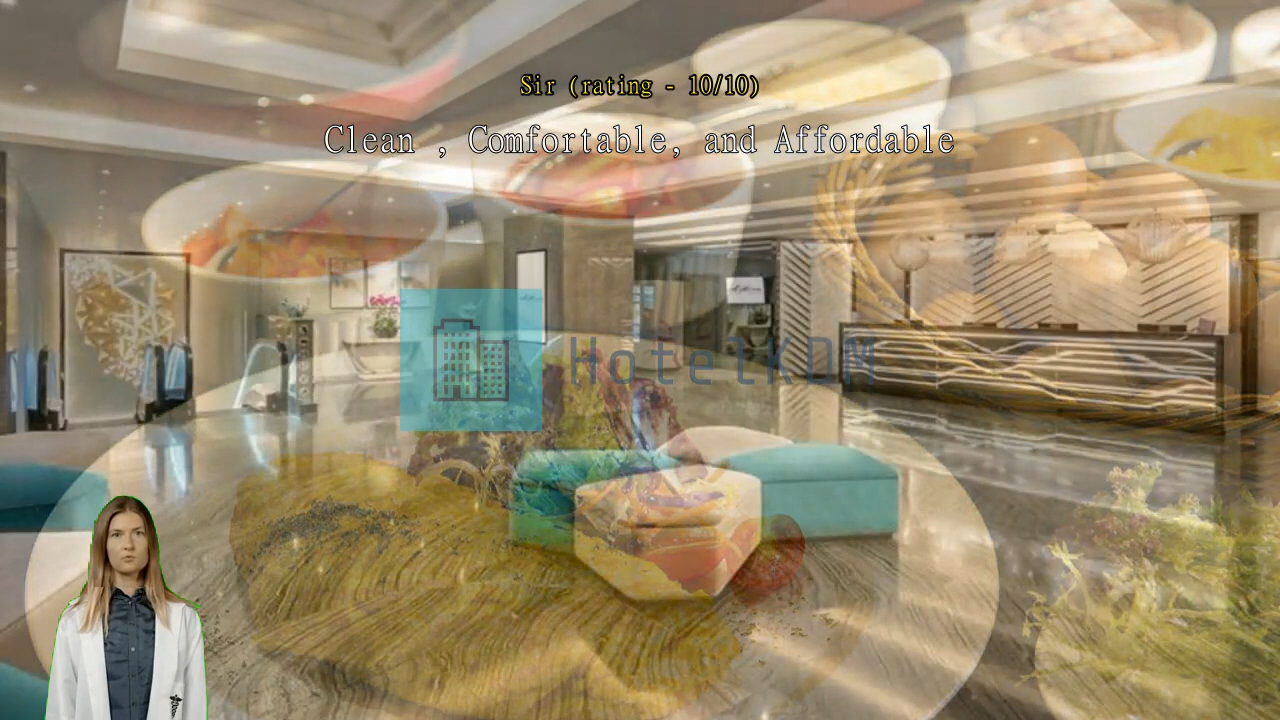 Sir (rating - 10/10)
Clean , Comfortable, and Affordable
HotelKDM